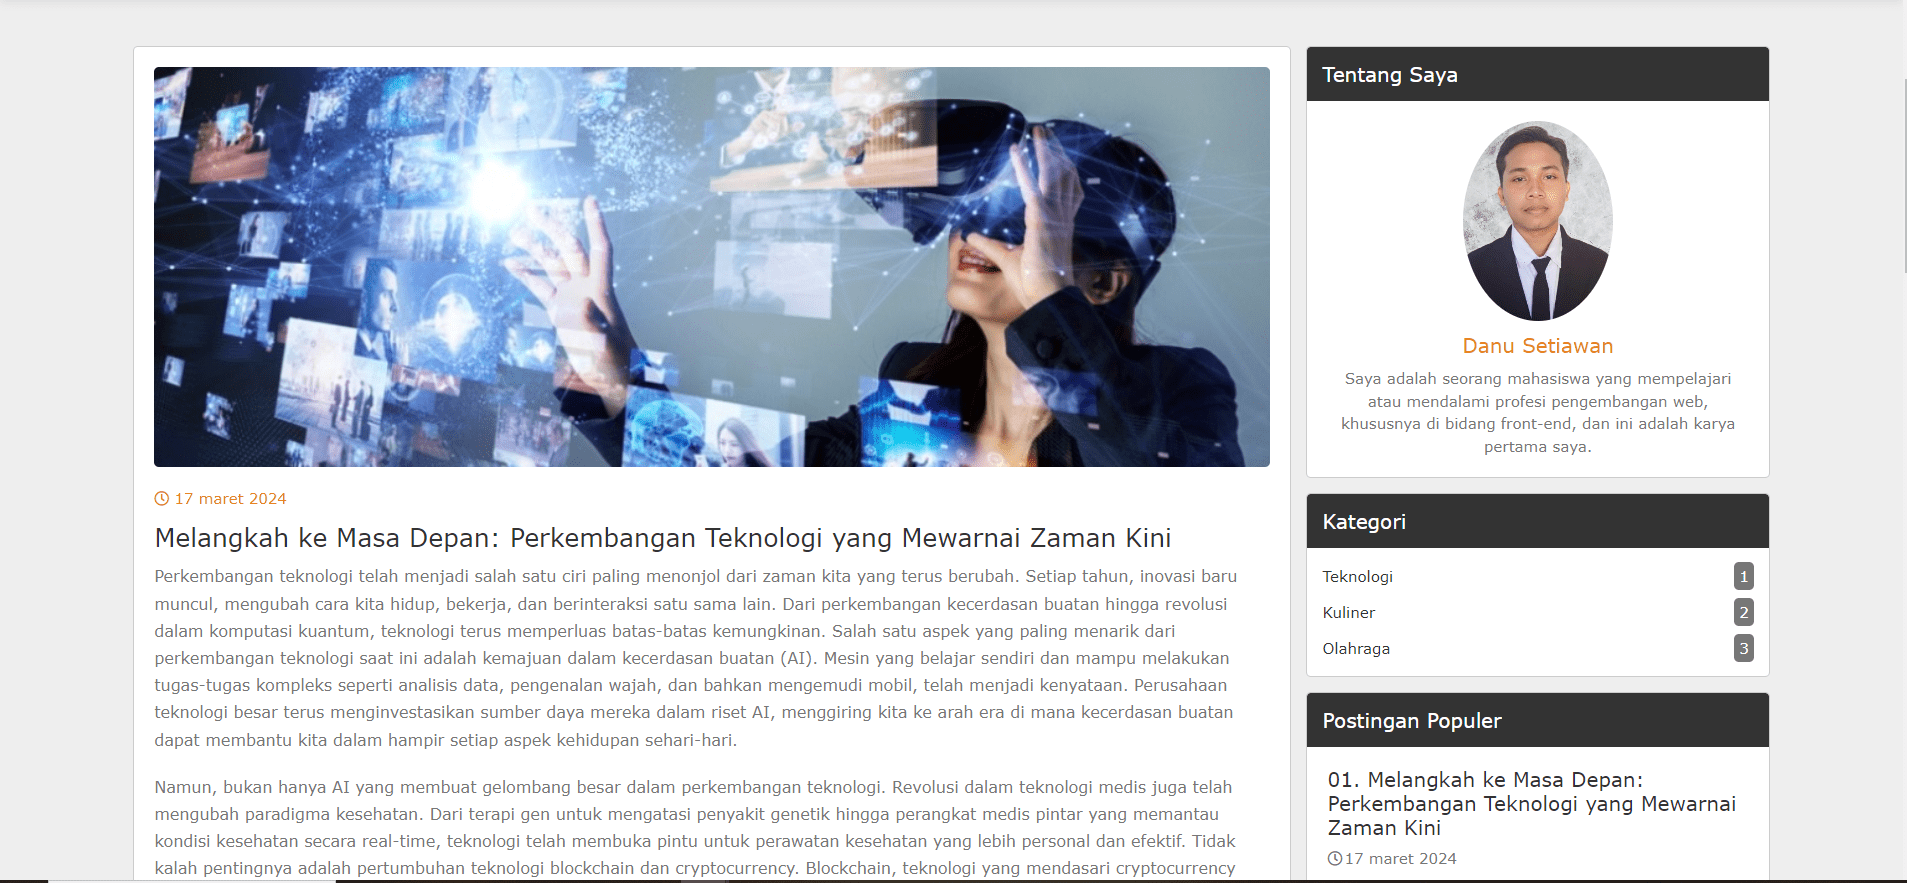 17 maret 2024
Melangkah ke Masa Depan: Perkembangan Teknologi yang Mewarnai Zaman Kini
Perkembangan teknologi telah menjadi salah satu ciri paling menonjol dari zaman kita yang terus berubah. Setiap tahun, inovasi baru
muncul, mengubah cara kita hidup, bekerja, dan berinteraksi satu sama lain. Dari perkembangan kecerdasan buatan hingga revolusi
dalam komputasi kuantum, teknologi terus memperluas batas-batas kemungkinan. Salah satu aspek yang paling menarik dari
perkembangan teknologi saat ini adalah kemajuan dalam kecerdasan buatan (AI). Mesin yang belajar sendiri dan mampu melakukan
tugas-tugas kompleks seperti analisis data, pengenalan wajah, dan bahkan mengemudi mobil, telah menjadi kenyataan. Perusahaan
teknologi besar terus menginvestasikan sumber daya mereka dalam riset AI, menggiring kita ke arah era di mana kecerdasan buatan
dapat membantu kita dalam hampir setiap aspek kehidupan sehari-hari.
Namun, bukan hanya AI yang membuat gelombang besar dalam perkembangan teknologi. Revolusi dalam teknologi medis juga telah
mengubah paradigma kesehatan. Dari terapi gen untuk mengatasi penyakit genetik hingga perangkat medis pintar yang memantau
kondisi kesehatan secara real-time, teknologi telah membuka pintu untuk perawatan kesehatan yang lebih personal dan efektif. Tidak
kalah pentingnya adalah pertumbuhan teknologi blockchain dan cryptocurrency. Blockchain, teknologi yang mendasari cryptocurrency
Tentang Saya
Danu Setiawan
Saya adalah seorang mahasiswa yang mempelajari
atau mendalami profesi pengembangan web,
khususnya di bidang front-end, dan ini adalah karya
pertama saya.
Kategori
Teknologi 1
Kuliner 2
Olahraga 3
Postingan Populer
01. Melangkah ke Masa Depan:
Perkembangan Teknologi yang Mewarnai
Zaman Kini
17 maret 2024